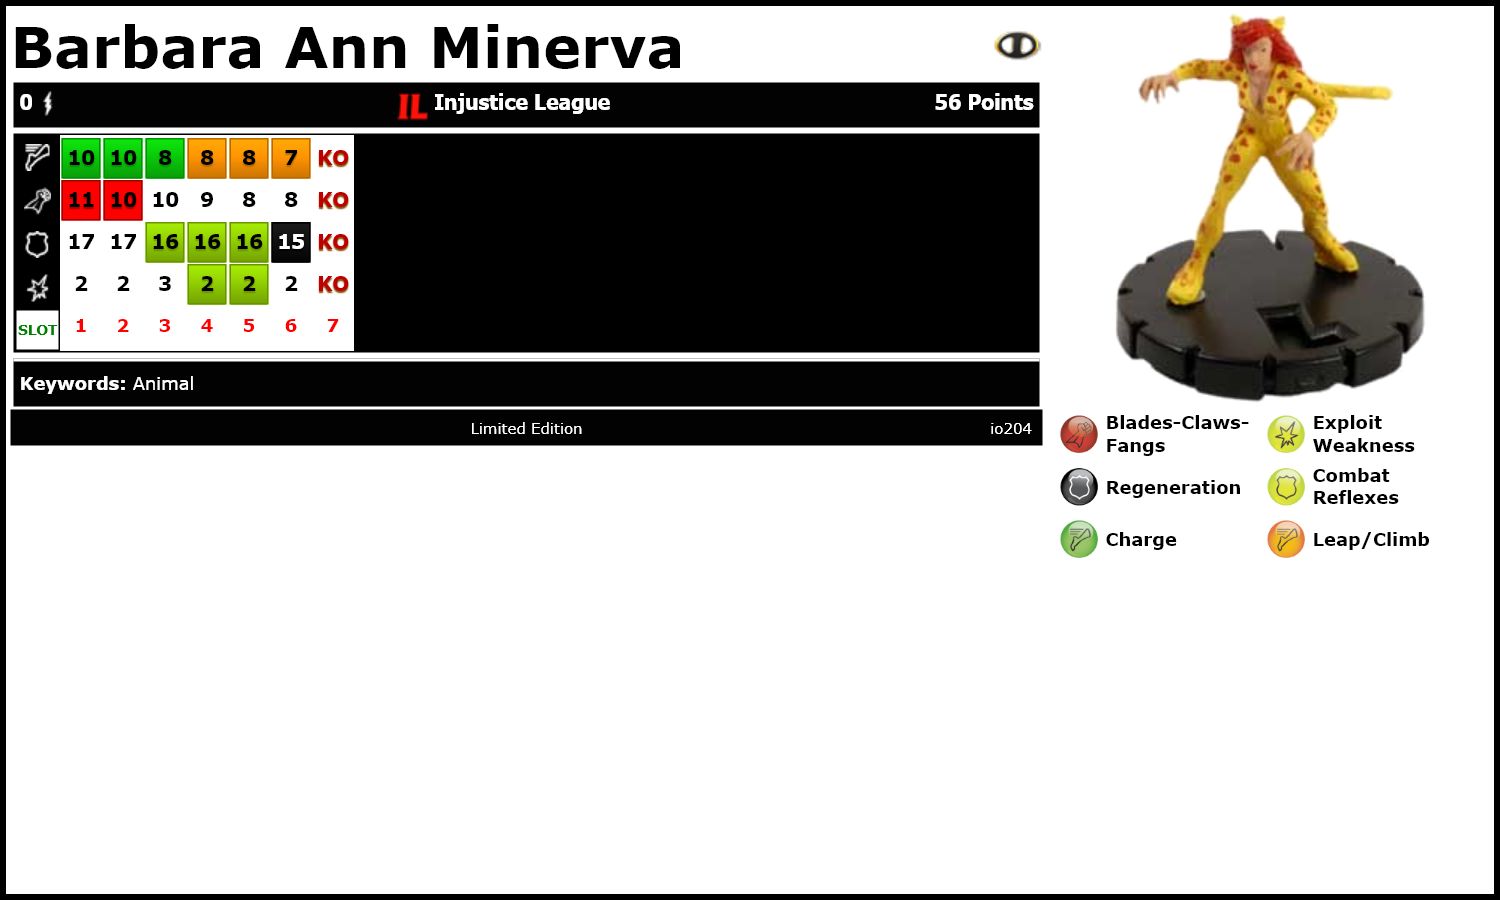 Barbara Ann Minerva
0 IL Injustice League 56 Points
10 10 8 8 8 7 KO
11 10 10 9 8 8 KO
17 17 16 16 16 15 KO
2 2 3 2 2 2 KO
SLOT 1 2 3 4 5 6 7
Keywords: Animal
Limited Edition io204
Blades-Claws-
Fangs
Exploit
Weakness
Regeneration
Combat
Reflexes
Charge
Leap/Climb